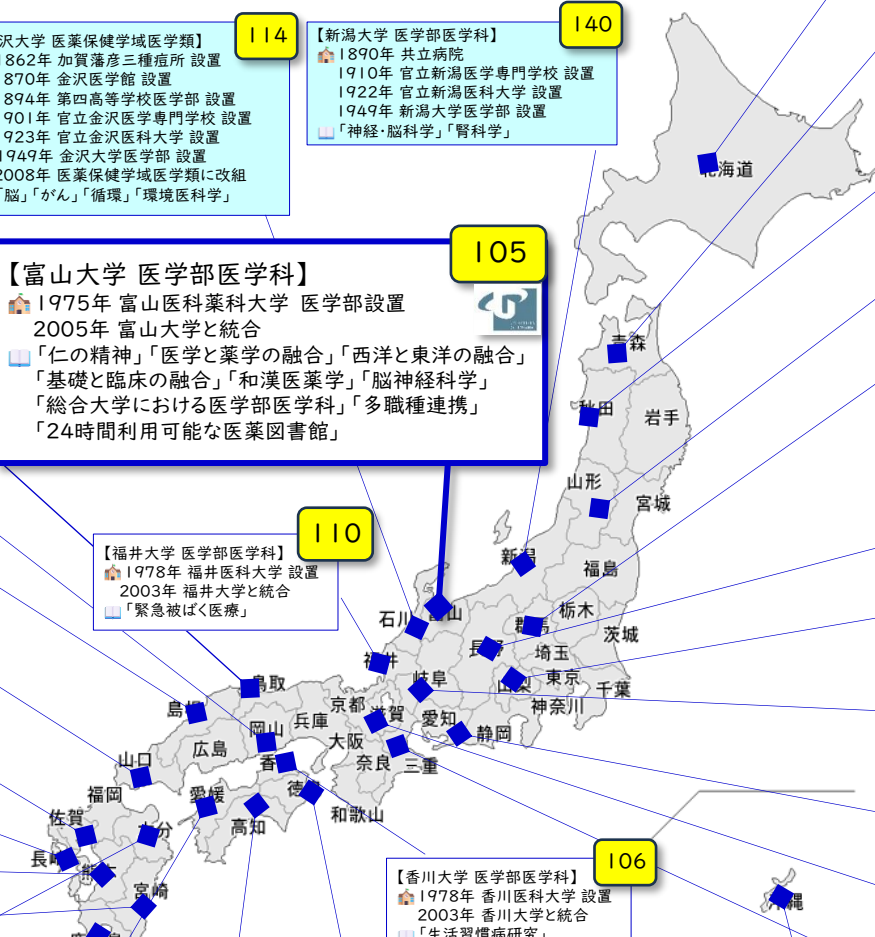 沢大学 医薬保健学域医学類】
1862年 加賀藩彦三種痘所 設置
870年 金沢医学館 設置
894年 第四高等学校医学部 設置
901年 官立金沢医学専門学校 設置
923年 官立金沢医科大学 設置
1949年 金沢大学医学部 設置
2008年 医薬保健学域医学類に改組
「脳」「がん」「循環」「環境医科学」
114
【新潟大学 医学部医学科】
1890年 共立病院
1910年 官立新潟医学専門学校 設置
1922年 官立新潟医科大学 設置
1949年 新潟大学医学部 設置
「神経・脳科学」「腎科学」
140
【富山大学 医学部医学科】
1975年 富山医科薬科大学 医学部設置
2005年 富山大学と統合
「仁の精神」「医学と薬学の融合」「西洋と東洋の融合」
「基礎と臨床の融合」「和漢医薬学」「脳神経科学」
「総合大学における医学部医学科」「多職種連携」
「24時間利用可能な医薬図書館」
105
【福井大学 医学部医学科】
1978年 福井医科大学 設置
2003年 福井大学と統合
「緊急被ばく医療」
110
【香川大学 医学部医学科】
1978年 香川医科大学 設置
2003年 香川大学と統合
「生活習慣病研究」
106
北海道
青森
秋田
岩手
山形
宮城
新潟
福島
石川
富山
群馬
栃木
茨城
長野
埼玉
福井
岐阜
山梨
東京
千葉
神奈川
鳥取
島根
岡山
兵庫
京都
滋賀
愛知
静岡
広島
大阪
奈良
三重
山口
香川
徳島
和歌山
福岡
愛媛
高知
佐賀
大分
長崎
熊本
宮崎
鹿児島
沖縄